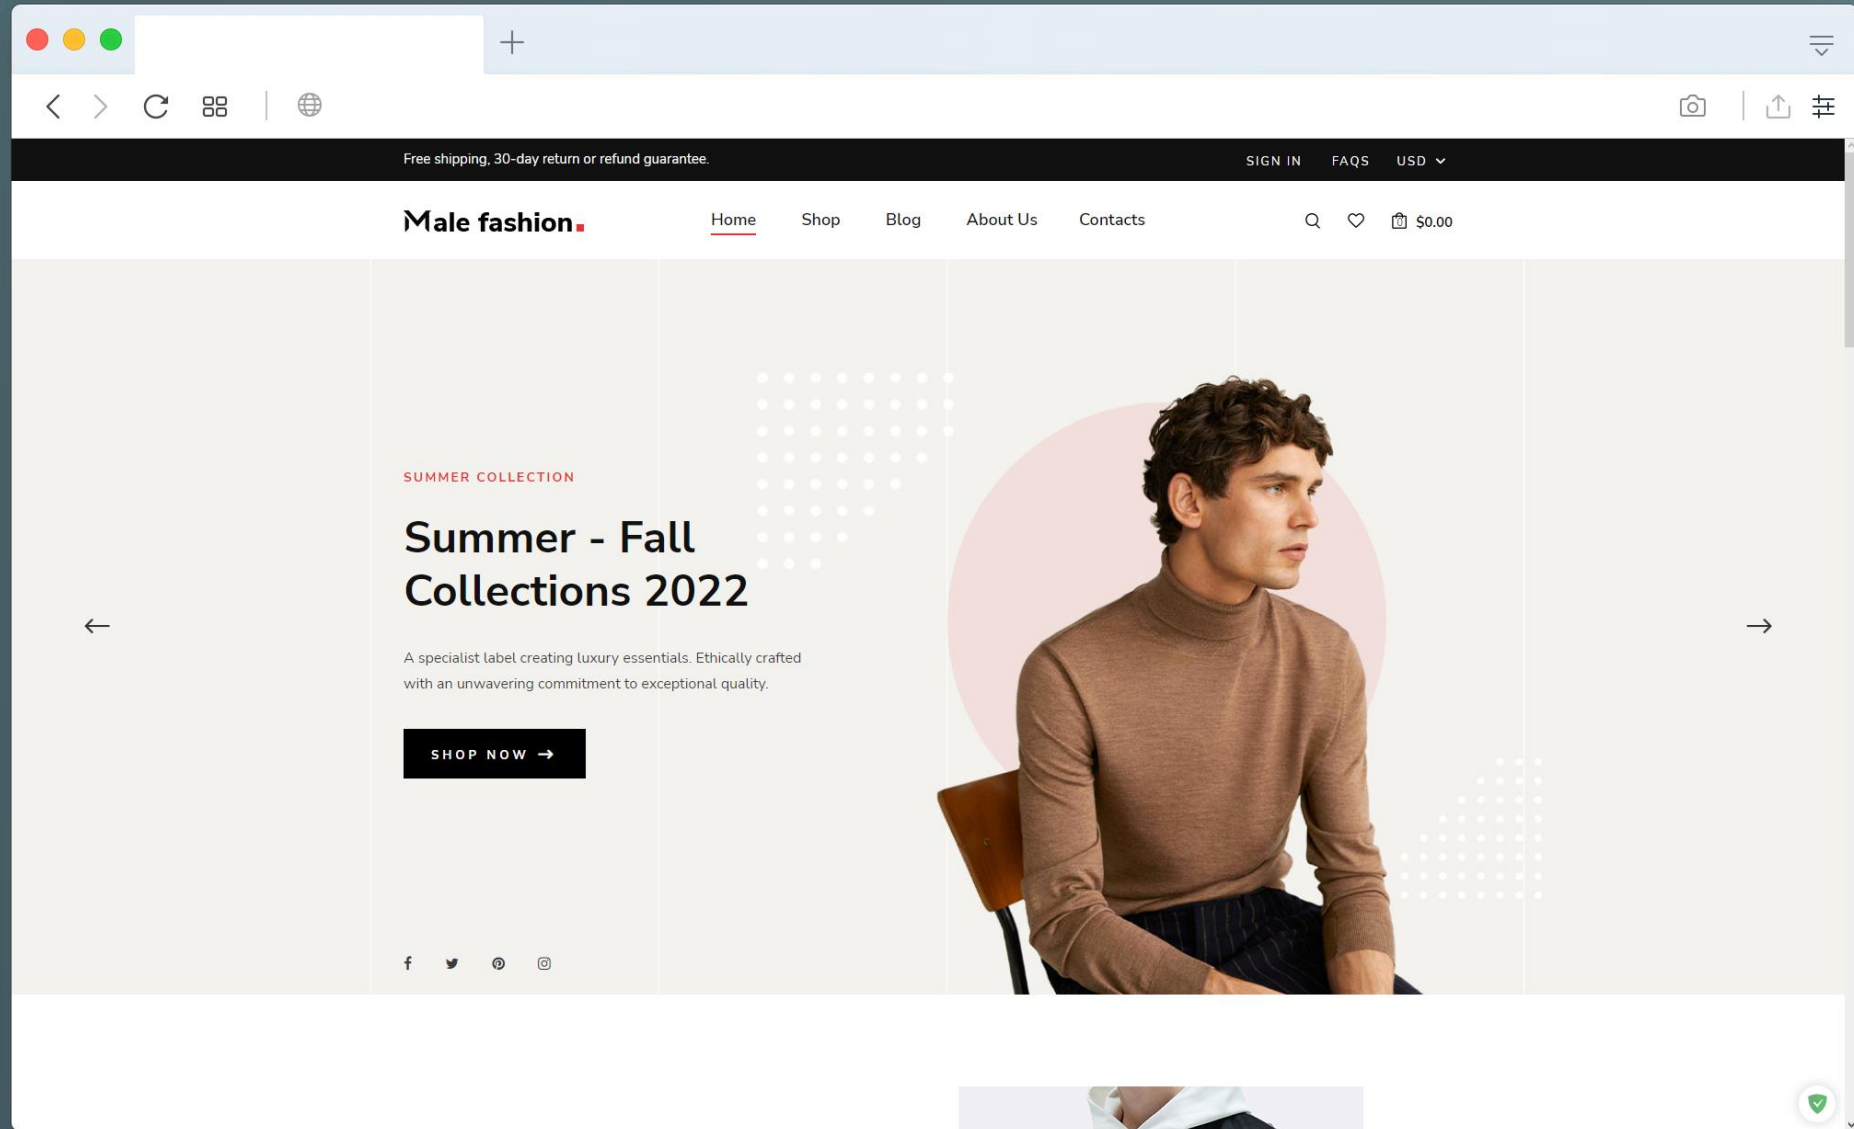 Free shipping, 30-day return or refund guarantee.
SIGN IN FAQS USD
Male fashion.
Home Shop Blog About Us Contacts
0 $0.00
SUMMER COLLECTION
Summer - Fall
Collections 2022
A specialist label creating luxury essentials. Ethically crafted
with an unwavering commitment to exceptional quality.
SHOP NOW